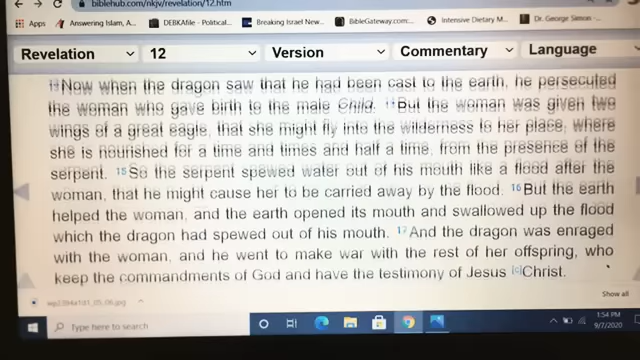 biblehub.com/nkjv/revelation/12.htm
Apps Answering Islam, A... DEBKAfile - Political... Breaking Israel New... BibleGateway.com:... Intensive Dietary M... Dr. George Simon -...
Revelation 12 Version Commentary Language
Now when the dragon saw that he had been cast to the earth, he persecuted
the woman who gave birth to the male Child. But the woman was given two
wings of a great eagle, that she might fly into the wilderness to her place, where
she is nourished for a time and times and half a time, from the presence of the
serpent. 15 So the serpent spewed water out of his mouth like a flood after the
woman, that he might cause her to be carried away by the flood. 16 But the earth
helped the woman, and the earth opened its mouth and swallowed up the flood
which the dragon had spewed out of his mouth. 17 And the dragon was enraged
with the woman, and he went to make war with the rest of her offspring, who
keep the commandments of God and have the testimony of Jesus [c]Christ.
Show all
Type here to search
1:54 PM
9/7/2020